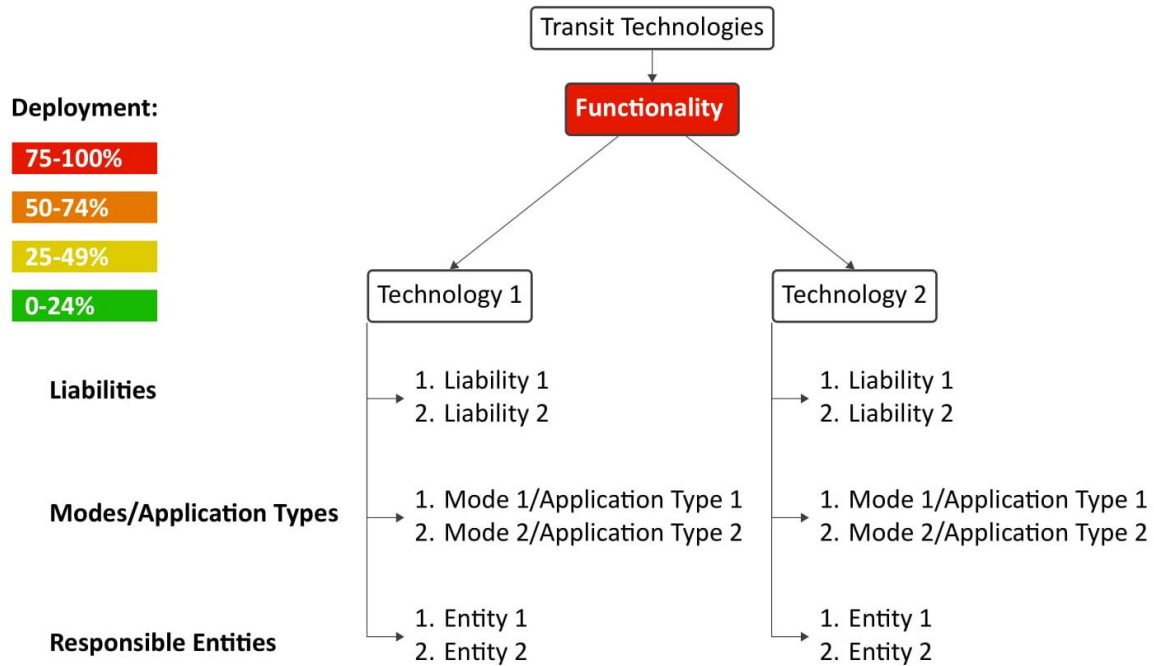 Transit Technologies
Functionality
Deployment:
75-100%
50-74%
25-49%
0-24%
Technology 1
Technology 2
Liabilities
1. Liability 1
2. Liability 2
1. Liability 1
2. Liability 2
Modes/Application Types
1. Mode 1/Application Type 1
2. Mode 2/Application Type 2
1. Mode 1/Application Type 1
2. Mode 2/Application Type 2
Responsible Entities
1. Entity 1
2. Entity 2
1. Entity 1
2. Entity 2